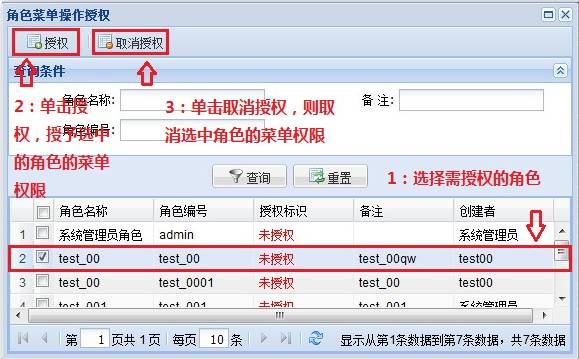 角色菜单操作授权
授权 取消授权
查询条件
角色名称: 备 注:
角色编号:
2：单击授权，授予选中的角色的菜单权限
3：单击取消授权，则取消选中角色的菜单权限
查询 重置
1：选择需授权的角色
角色名称 角色编号 授权标识 备注 创建者
1 系统管理员角色 admin 未授权 系统管理员
2 test_00 test_00 未授权 test_00qw test00
3 test_00 test_0001 未授权 test_00 test00
4 test_001 test_001 未授权 test_001 系统管理员
第 1 页共 1 页 每页 10 条 显示从第1条数据到第7条数据，共7条数据